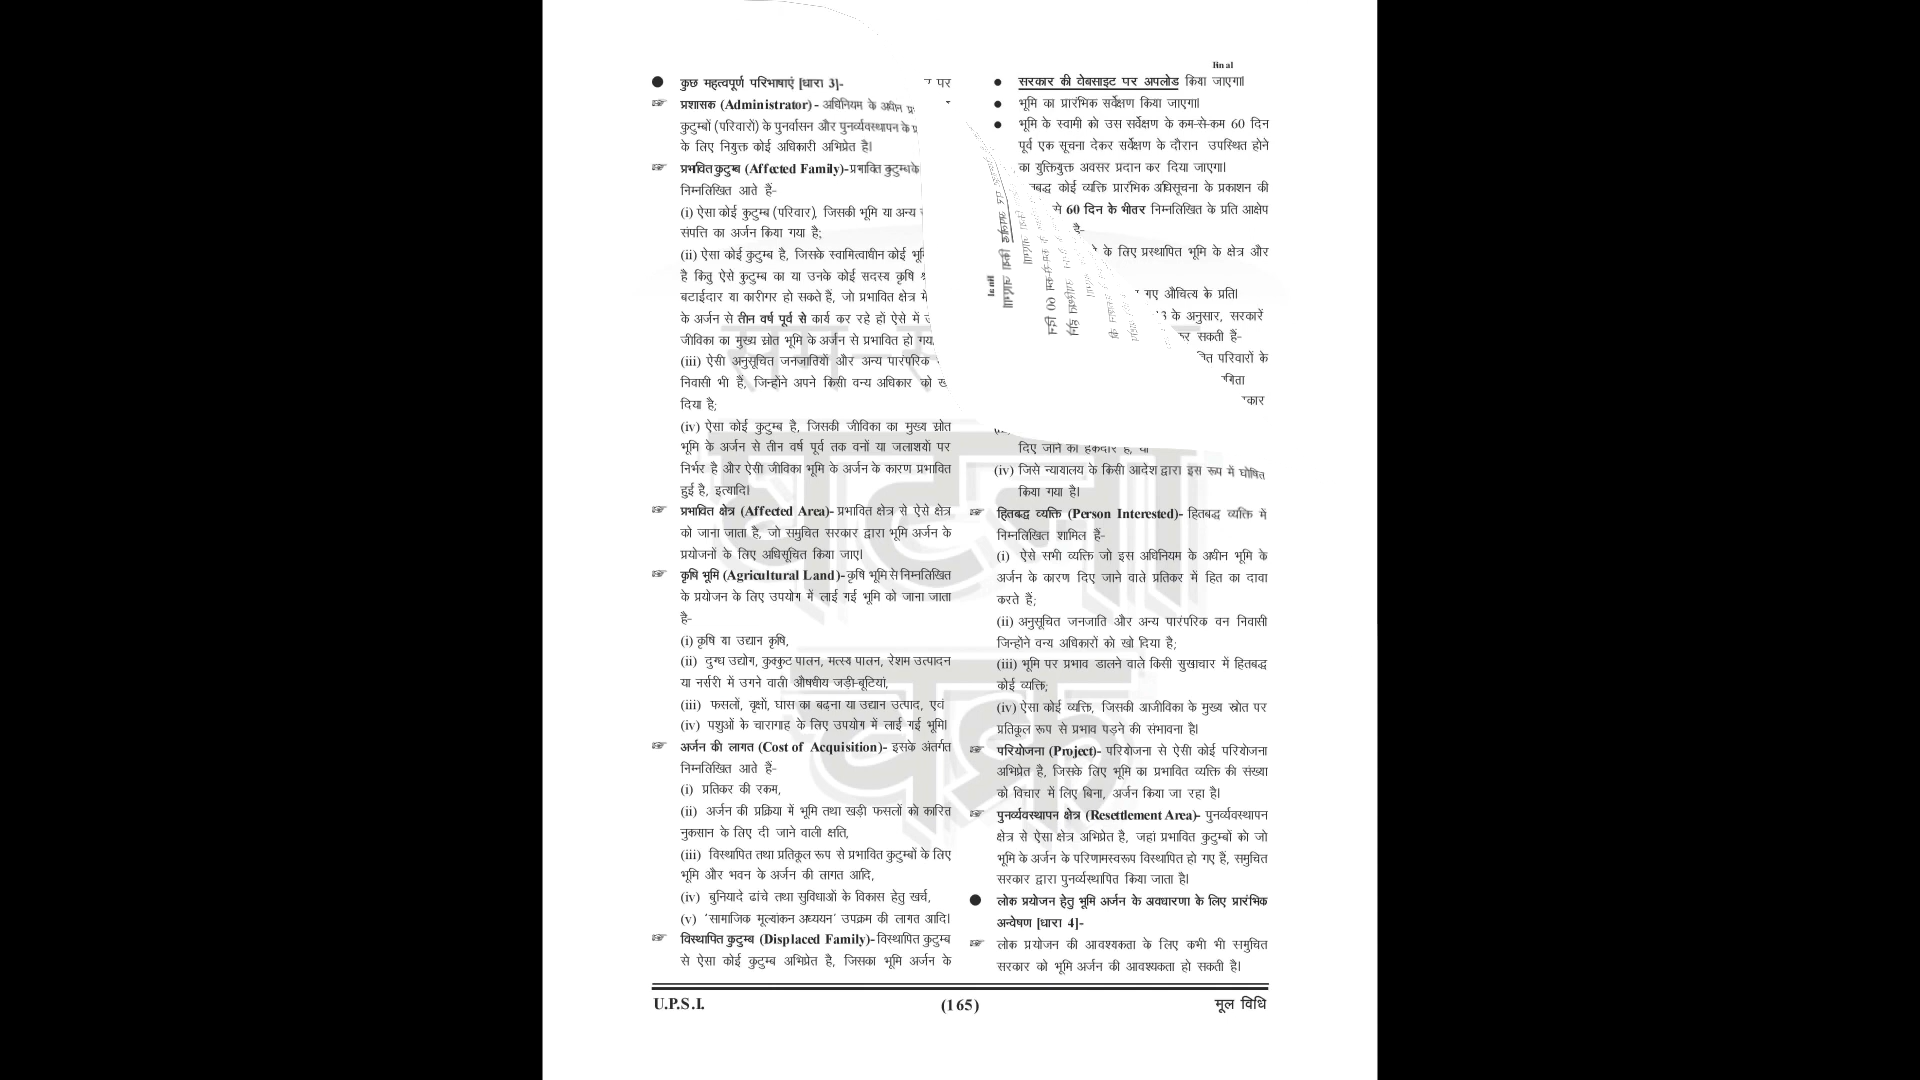 कुछ महत्वपूर्ण परिभाषाएं [धारा 3]-
प्रशासक (Administrator) - अधिनियम के अधीन
कुटुम्बों (परिवारों) के पुनर्वासन और पुनर्व्यवस्थापन के
के लिए नियुक्त कोई अधिकारी अभिप्रेत है।
प्रभवित कुटुम्ब (Affected Family)- प्रभावित कुटुम्ब के
निम्नलिखित आते हैं-
(i) ऐसा कोई कुटुम्ब (परिवार), जिसकी भूमि या अन्य
संपत्ति का अर्जन किया गया है;
(ii) ऐसा कोई कुटुम्ब है, जिसके स्वामित्वाधीन कोई
है किंतु ऐसे कुटुम्ब का या उनके कोई सदस्य कृषि
बटाईदार या कारीगर हो सकते हैं, जो प्रभावित क्षेत्र में
के अर्जन से तीन वर्ष पूर्व से कार्य कर रहे हों ऐसे में
जीविका का मुख्य स्रोत भूमि के अर्जन से प्रभावित हो
(iii) ऐसी अनुसूचित जनजातियों और अन्य पारंपरिक
निवासी भी हैं, जिन्होंने अपने किसी वन्य अधिकार को
दिया है;
(iv) ऐसा कोई कुटुम्ब है, जिसकी जीविका का मुख्य स्रोत
भूमि के अर्जन से तीन वर्ष पूर्व तक वनों या जलाशयों पर
निर्भर है और ऐसी जीविका भूमि के अर्जन के कारण प्रभावित
हुई है, इत्यादि।
प्रभावित क्षेत्र (Affected Area)- प्रभावित क्षेत्र से ऐसे क्षेत्र
को जाना जाता है, जो समुचित सरकार द्वारा भूमि अर्जन के
प्रयोजनों के लिए अधिसूचित किया जाए।
कृषि भूमि (Agricultural Land)- कृषि भूमि से निम्नलिखित
के प्रयोजन के लिए उपयोग में लाई गई भूमि को जाना जाता
है-
(i) कृषि या उद्यान कृषि,
(ii) दुग्ध उद्योग, कुक्कुट पालन, मत्स्य पालन, रेशम उत्पादन
या नर्सरी में उगने वाली औषधीय जड़ी-बूटियां,
(iii) फसलों, वृक्षों, घास का बढ़ना या उद्यान उत्पाद, एवं
(iv) पशुओं के चारागाह के लिए उपयोग में लाई गई भूमि।
अर्जन की लागत (Cost of Acquisition)- इसके अंतर्गत
निम्नलिखित आते हैं-
(i) प्रतिकर की रकम,
(ii) अर्जन की प्रक्रिया में भूमि तथा खड़ी फसलों को कारित
नुकसान के लिए दी जाने वाली क्षति,
(iii) विस्थापित तथा प्रतिकूल रूप से प्रभावित कुटुम्बों के लिए
भूमि और भवन के अर्जन की लागत आदि,
(iv) बुनियादे ढांचे तथा सुविधाओं के विकास हेतु खर्च,
(v) 'सामाजिक मूल्यांकन अध्ययन' उपक्रम की लागत आदि।
विस्थापित कुटुम्ब (Displaced Family)- विस्थापित कुटुम्ब
से ऐसा कोई कुटुम्ब अभिप्रेत है, जिसका भूमि अर्जन के
पर
Final
सरकार की वेबसाइट पर अपलोड किया जाएगा।
भूमि का प्रारंभिक सर्वेक्षण किया जाएगा।
भूमि के स्वामी को उस सर्वेक्षण के कम-से-कम 60 दिन
पूर्व एक सूचना देकर सर्वेक्षण के दौरान उपस्थित होने
का युक्तियुक्त अवसर प्रदान कर दिया जाएगा।
कोई व्यक्ति प्रारंभिक अधिसूचना के प्रकाशन की
से 60 दिन के भीतर निम्नलिखित के प्रति आक्षेप
है-
के लिए प्रस्थापित भूमि के क्षेत्र और
गए औचित्य के प्रति।
के अनुसार, सरकारें
सकती हैं-
परिवारों के
दिए जाने का हकदार है, या
(iv) जिसे न्यायालय के किसी आदेश द्वारा इस रूप में घोषित
किया गया है।
हितबद्ध व्यक्ति (Person Interested)- हितबद्ध व्यक्ति में
निम्नलिखित शामिल हैं-
(i) ऐसे सभी व्यक्ति जो इस अधिनियम के अधीन भूमि के
अर्जन के कारण दिए जाने वाले प्रतिकर में हित का दावा
करते हैं;
(ii) अनुसूचित जनजाति और अन्य पारंपरिक वन निवासी
जिन्होंने वन्य अधिकारों को खो दिया है;
(iii) भूमि पर प्रभाव डालने वाले किसी सुखाचार में हितबद्ध
कोई व्यक्ति;
(iv) ऐसा कोई व्यक्ति, जिसकी आजीविका के मुख्य स्रोत पर
प्रतिकूल रूप से प्रभाव पड़ने की संभावना है।
परियोजना (Project)- परियोजना से ऐसी कोई परियोजना
अभिप्रेत है, जिसके लिए भूमि का प्रभावित व्यक्ति की संख्या
को विचार में लिए बिना, अर्जन किया जा रहा है।
पुनर्व्यवस्थापन क्षेत्र (Resettlement Area)- पुनर्व्यवस्थापन
क्षेत्र से ऐसा क्षेत्र अभिप्रेत है, जहां प्रभावित कुटुम्बों को जो
भूमि के अर्जन के परिणामस्वरूप विस्थापित हो गए हैं, समुचित
सरकार द्वारा पुनर्व्यस्थापित किया जाता है।
लोक प्रयोजन हेतु भूमि अर्जन के अवधारणा के लिए प्रारंभिक
अन्वेषण [धारा 4]-
लोक प्रयोजन की आवश्यकता के लिए कभी भी समुचित
सरकार को भूमि अर्जन की आवश्यकता हो सकती है।
U.P.S.I.
(165)
मूल विधि
घटना
चक्र